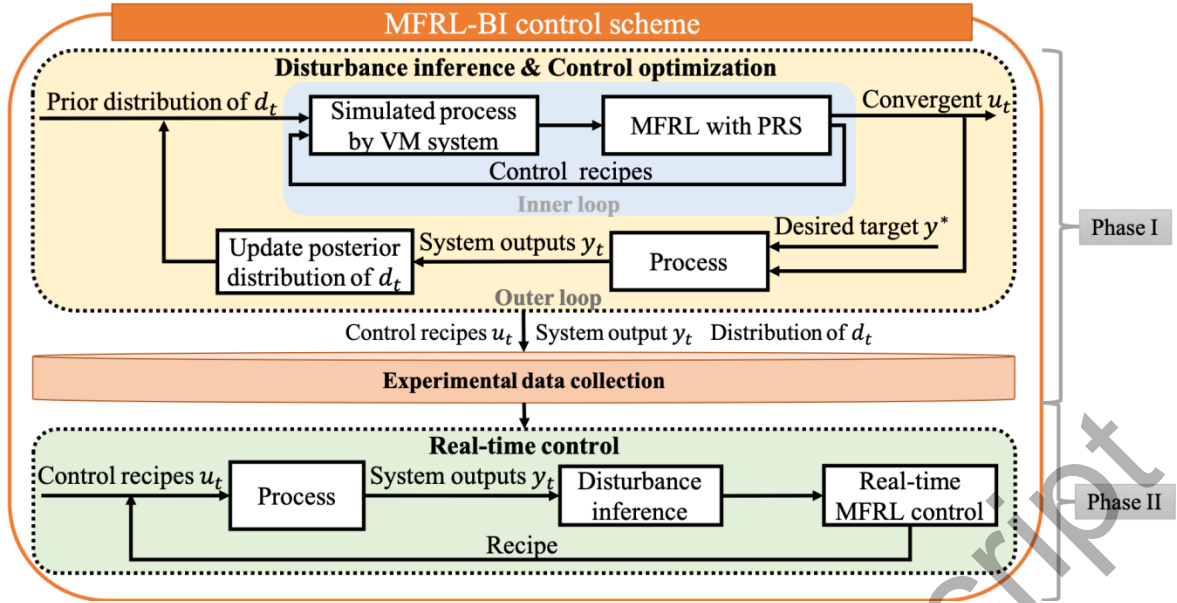 MFRL-BI control scheme
Disturbance inference & Control optimization
Prior distribution of d_t
Simulated process
by VM system
MFRL with PRS
Convergent u_t
Control recipes
Inner loop
Desired target y*
Update posterior
distribution of d_t
System outputs y_t
Process
Outer loop
Phase I
Control recipes u_t System output y_t Distribution of d_t
Experimental data collection
Real-time control
Control recipes u_t
Process
System outputs y_t
Disturbance
inference
Real-time
MFRL control
Recipe
Phase II